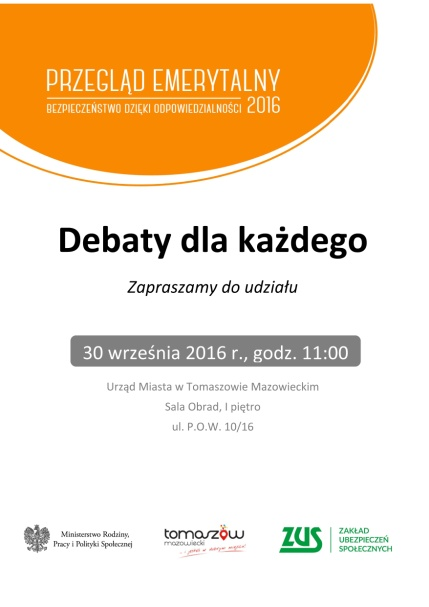 PRZEGLĄD EMERYTALNY
BEZPIECZEŃSTWO DZIĘKI ODPOWIEDZIALNOŚCI 2016
Debaty dla każdego
Zapraszamy do udziału
30 września 2016 r., godz. 11:00
Urząd Miasta w Tomaszowie Mazowieckim
Sala Obrad, I piętro
ul. P.O.W. 10/16
Ministerstwo Rodziny,
Pracy i Polityki Społecznej
tomaszów
mazowiecki
ZUS
ZAKŁAD
UBEZPIECZEŃ
SPOŁECZNYCH